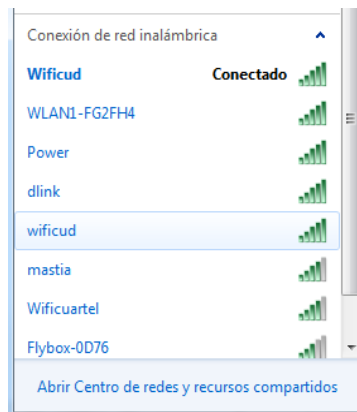 Conexión de red inalámbrica
Wificud Conectado
WLAN1-FG2FH4
Power
dlink
wificud
mastia
Wificuartel
Flybox-0D76
Abrir Centro de redes y recursos compartidos